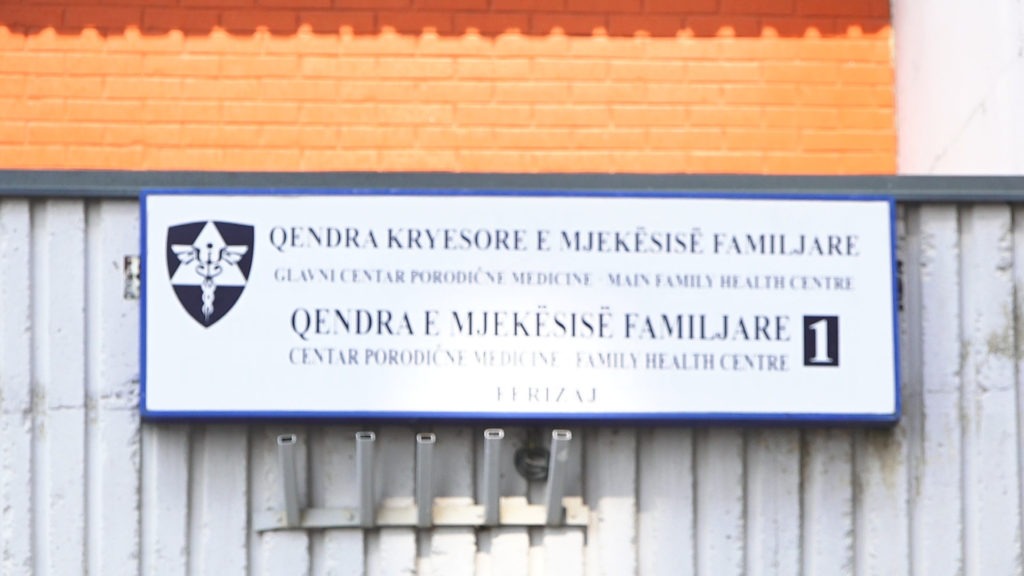 QENDRA KRYESORE E MJEKËSISË FAMILJARE
GLAVNI CENTAR PORODIČNE MEDICINE - MAIN FAMILY HEALTH CENTRE
QENDRA E MJEKËSISË FAMILJARE 1
CENTAR PORODIČNE MEDICINE FAMILY HEALTH CENTRE
FERIZAJ